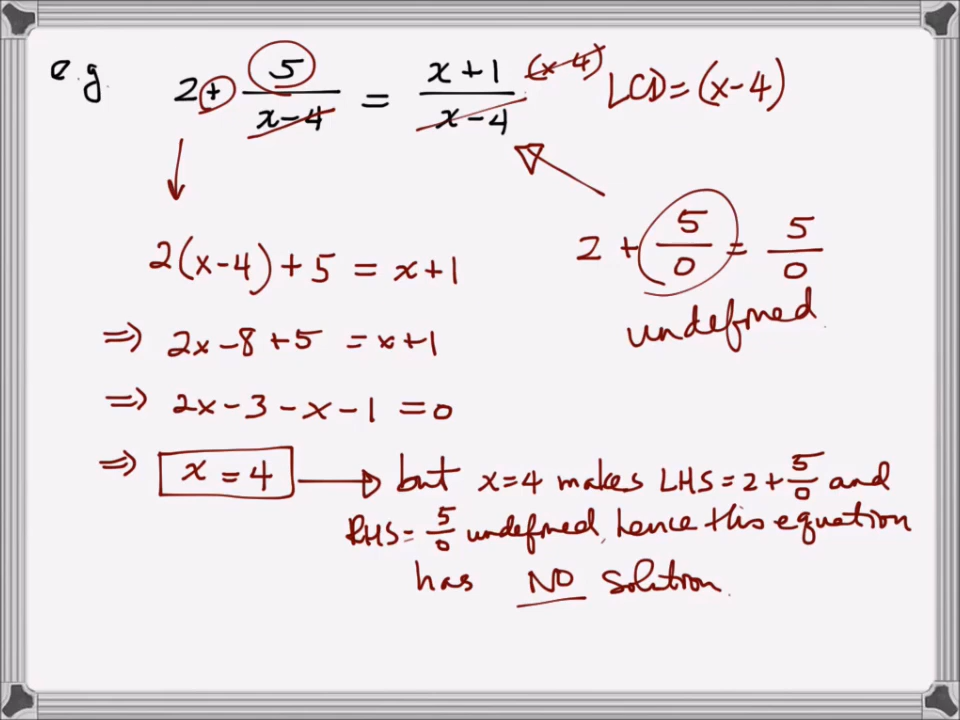 e.g. 2 + 5/(x-4) = (x+1)/(x-4) (x-4) LCD = (x-4)
2 + 5/0 = 5/0
undefined
2(x-4) + 5 = x+1
⇒ 2x - 8 + 5 = x+1
⇒ 2x - 3 - x - 1 = 0
⇒ x = 4 → but x=4 makes LHS = 2 + 5/0 and
RHS = 5/0 undefined, hence this equation
has NO solution.